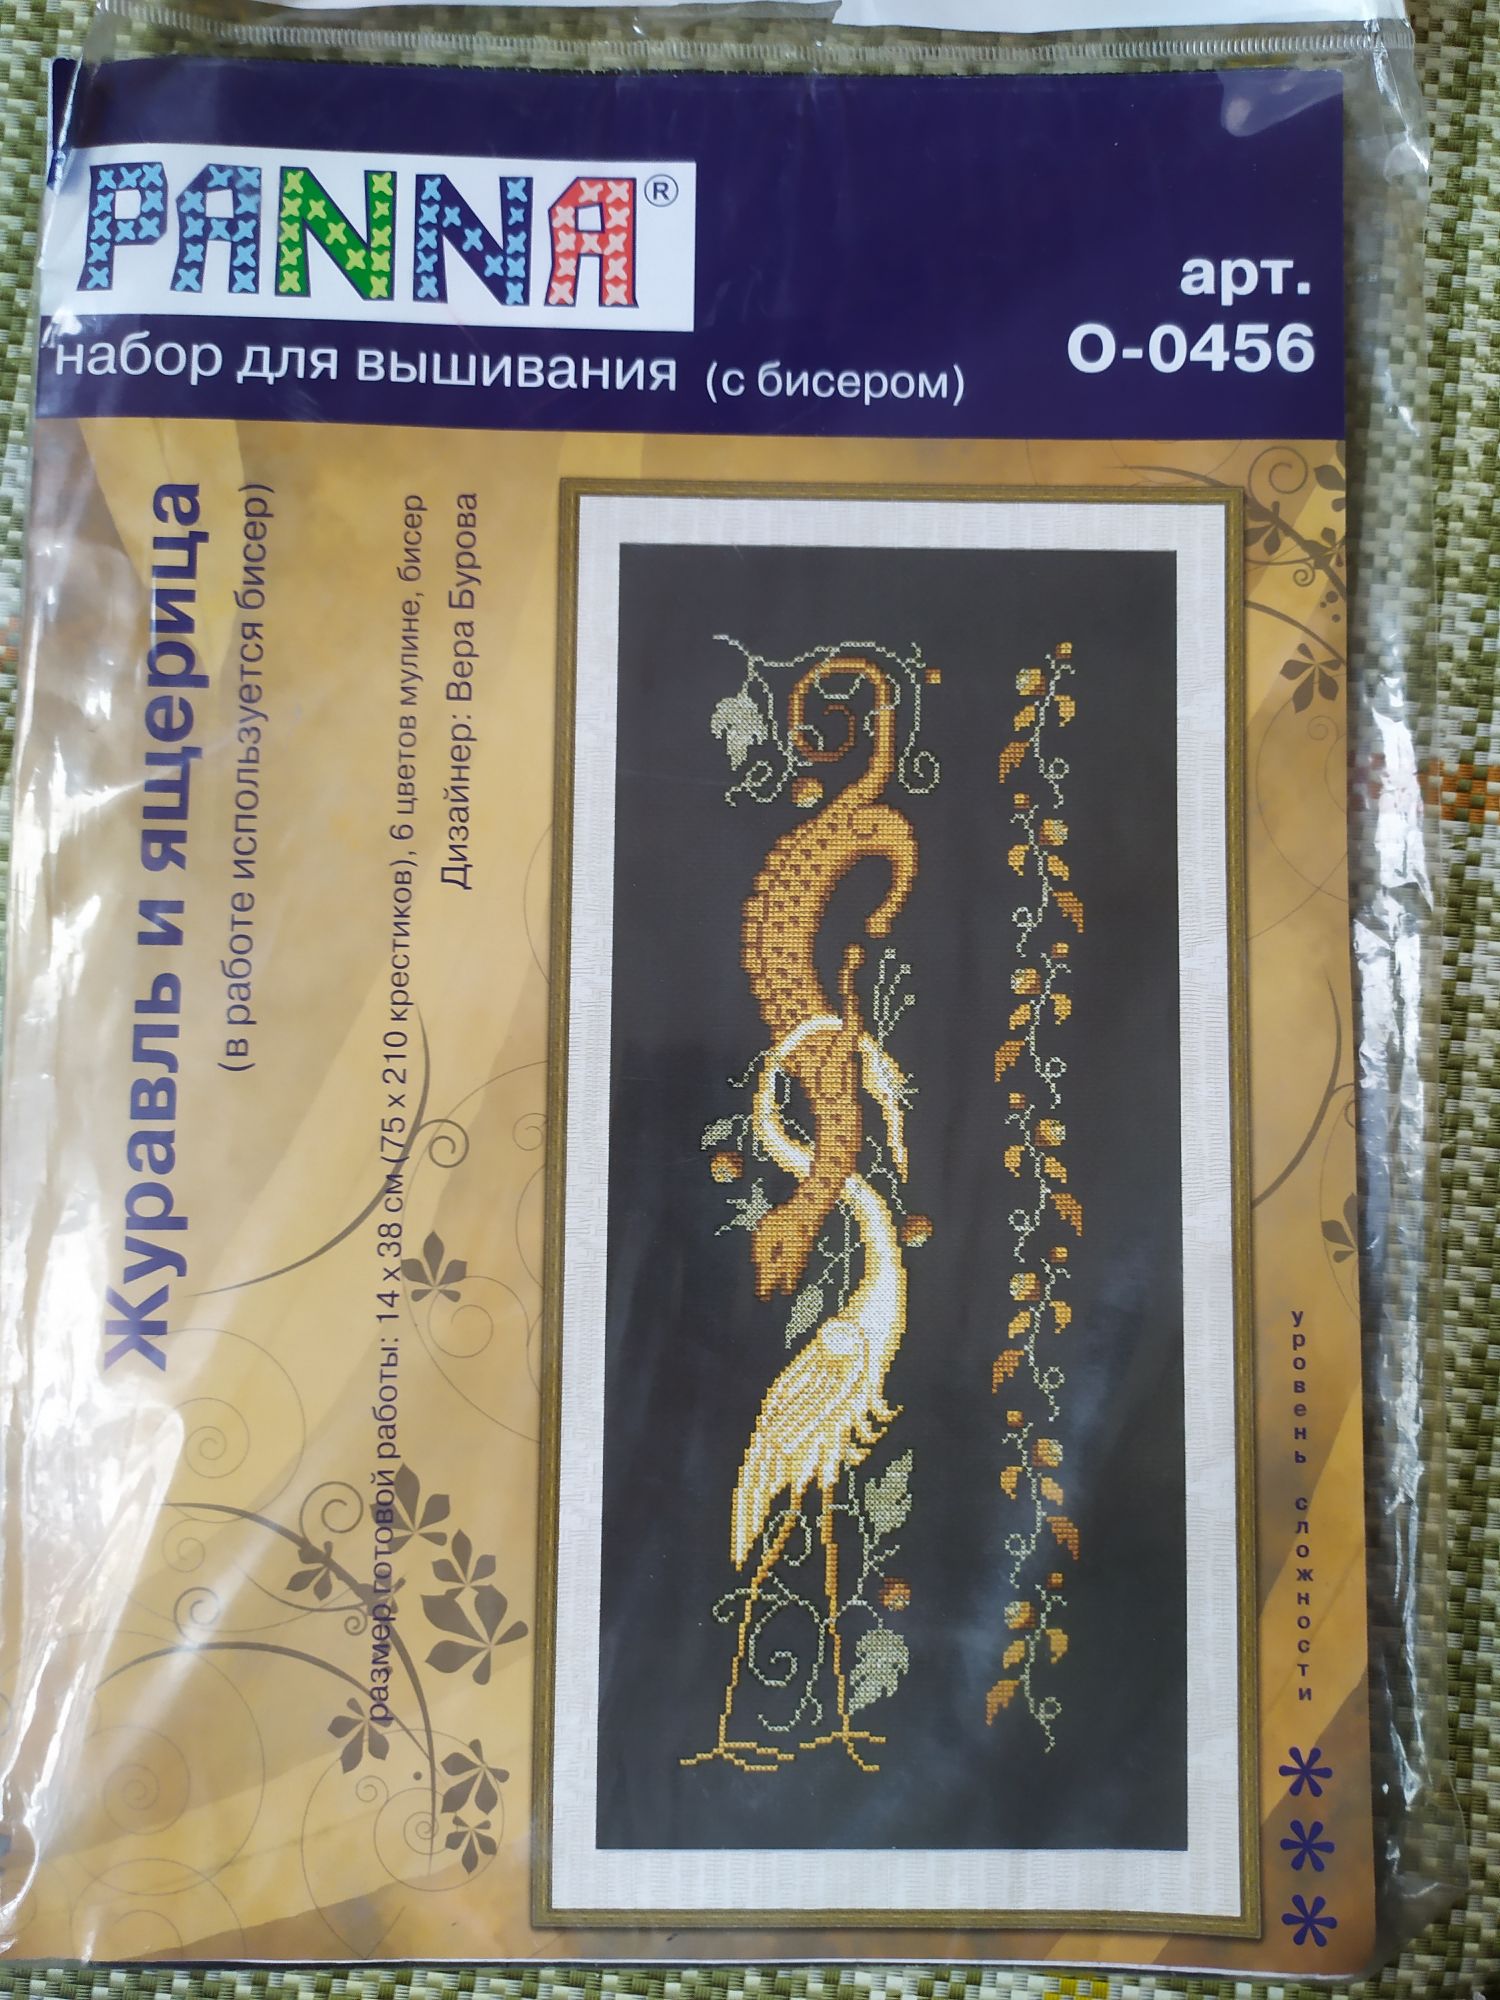 PANNA®
набор для вышивания (с бисером)
арт.
О-0456
Журавль и ящерица
(в работе используется бисер)
размер готовой работы: 14 х 38 см (75 х 210 крестиков), 6 цветов мулине, бисер
Дизайнер: Вера Бурова
уровень сложности
***